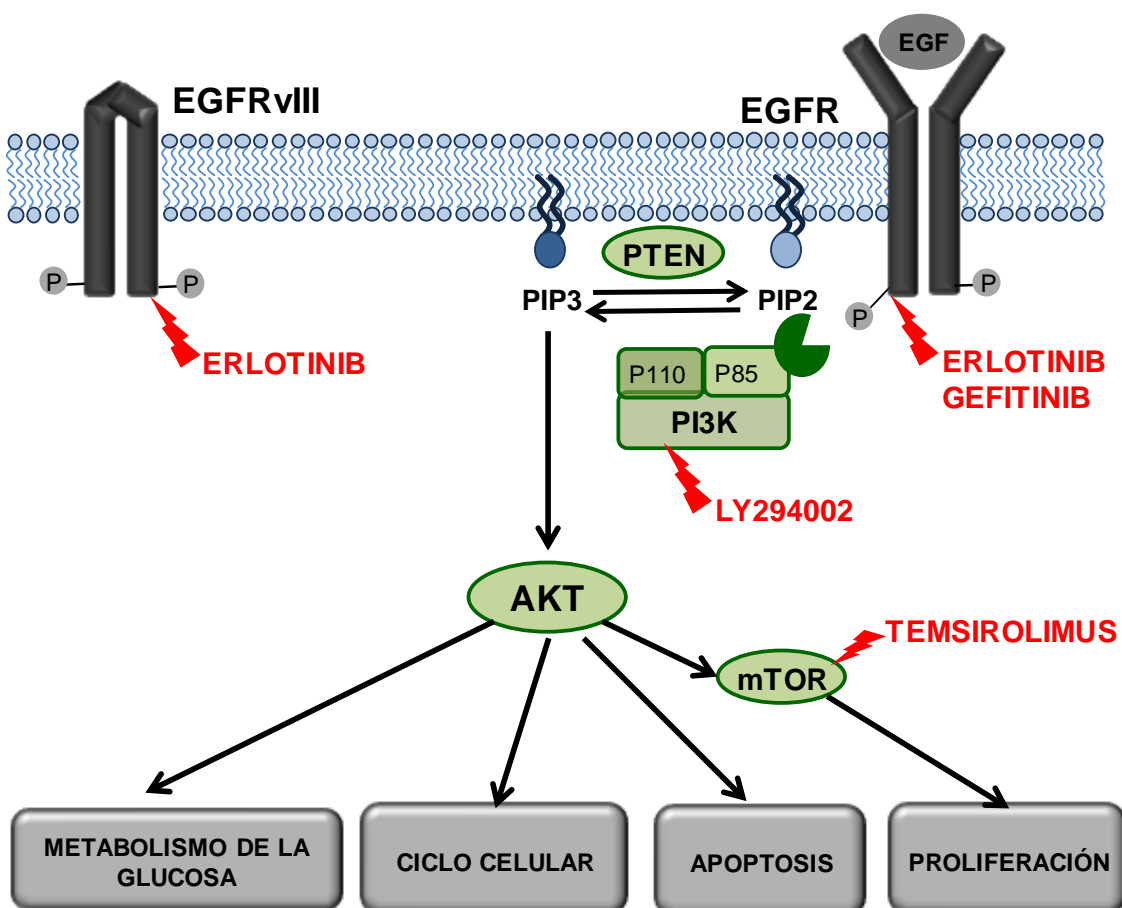 EGF
EGFRvIII
EGFR
PTEN
P
P
PIP3
PIP2
P
P
ERLOTINIB
ERLOTINIB
GEFITINIB
P110
P85
PI3K
LY294002
AKT
TEMSIROLIMUS
mTOR
METABOLISMO DE LA
GLUCOSA
CICLO CELULAR
APOPTOSIS
PROLIFERACIÓN